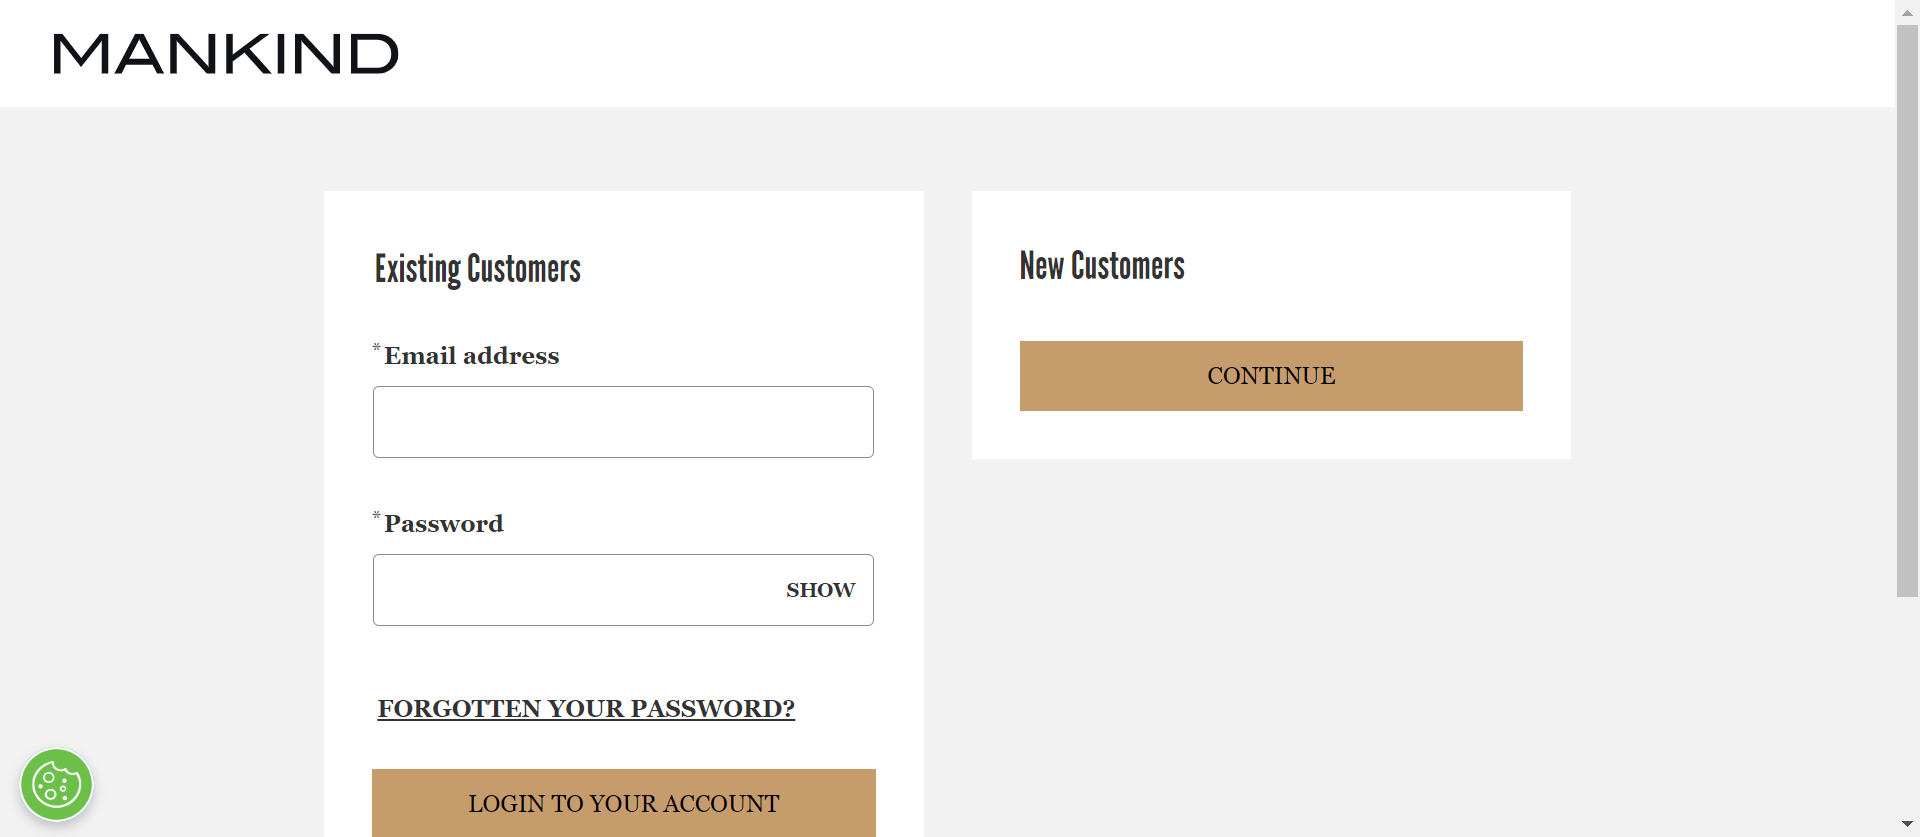 MANKIND
Existing Customers
*Email address
*Password
SHOW
FORGOTTEN YOUR PASSWORD?
LOGIN TO YOUR ACCOUNT
New Customers
CONTINUE